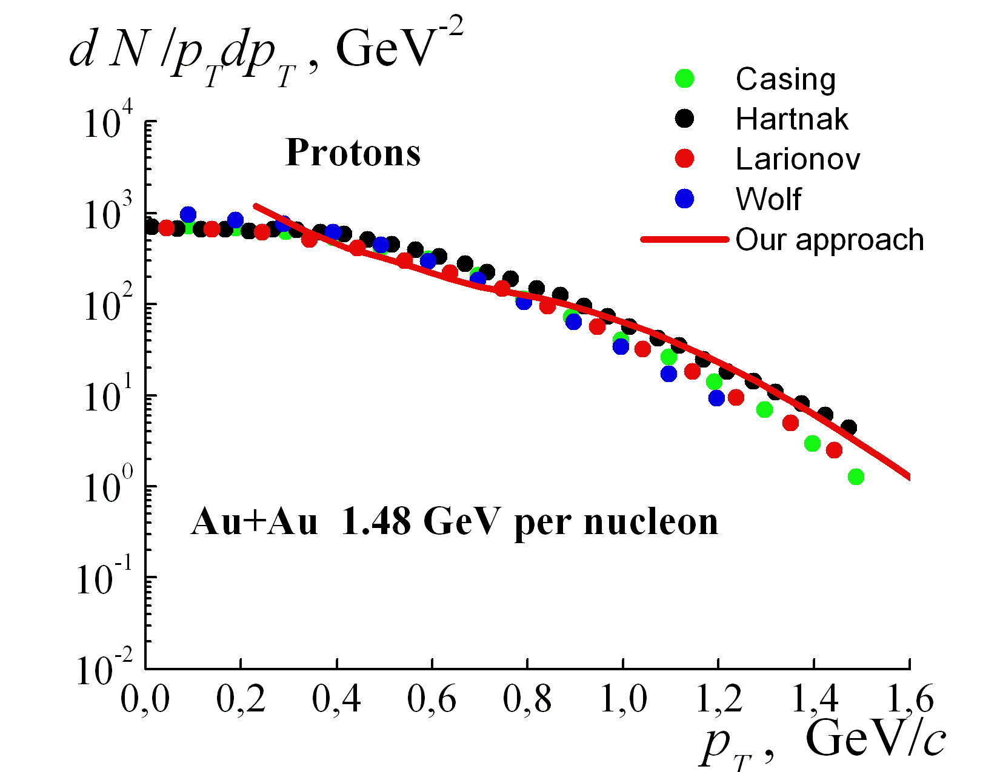 d N /p_T dp_T , GeV^-2
Casing
Hartnak
Larionov
Wolf
Our approach
Protons
10^4
10^3
10^2
10^1
10^0
10^-1
10^-2
Au+Au 1.48 GeV per nucleon
0,0 0,2 0,4 0,6 0,8 1,0 1,2 1,4 1,6
p_T , GeV/c